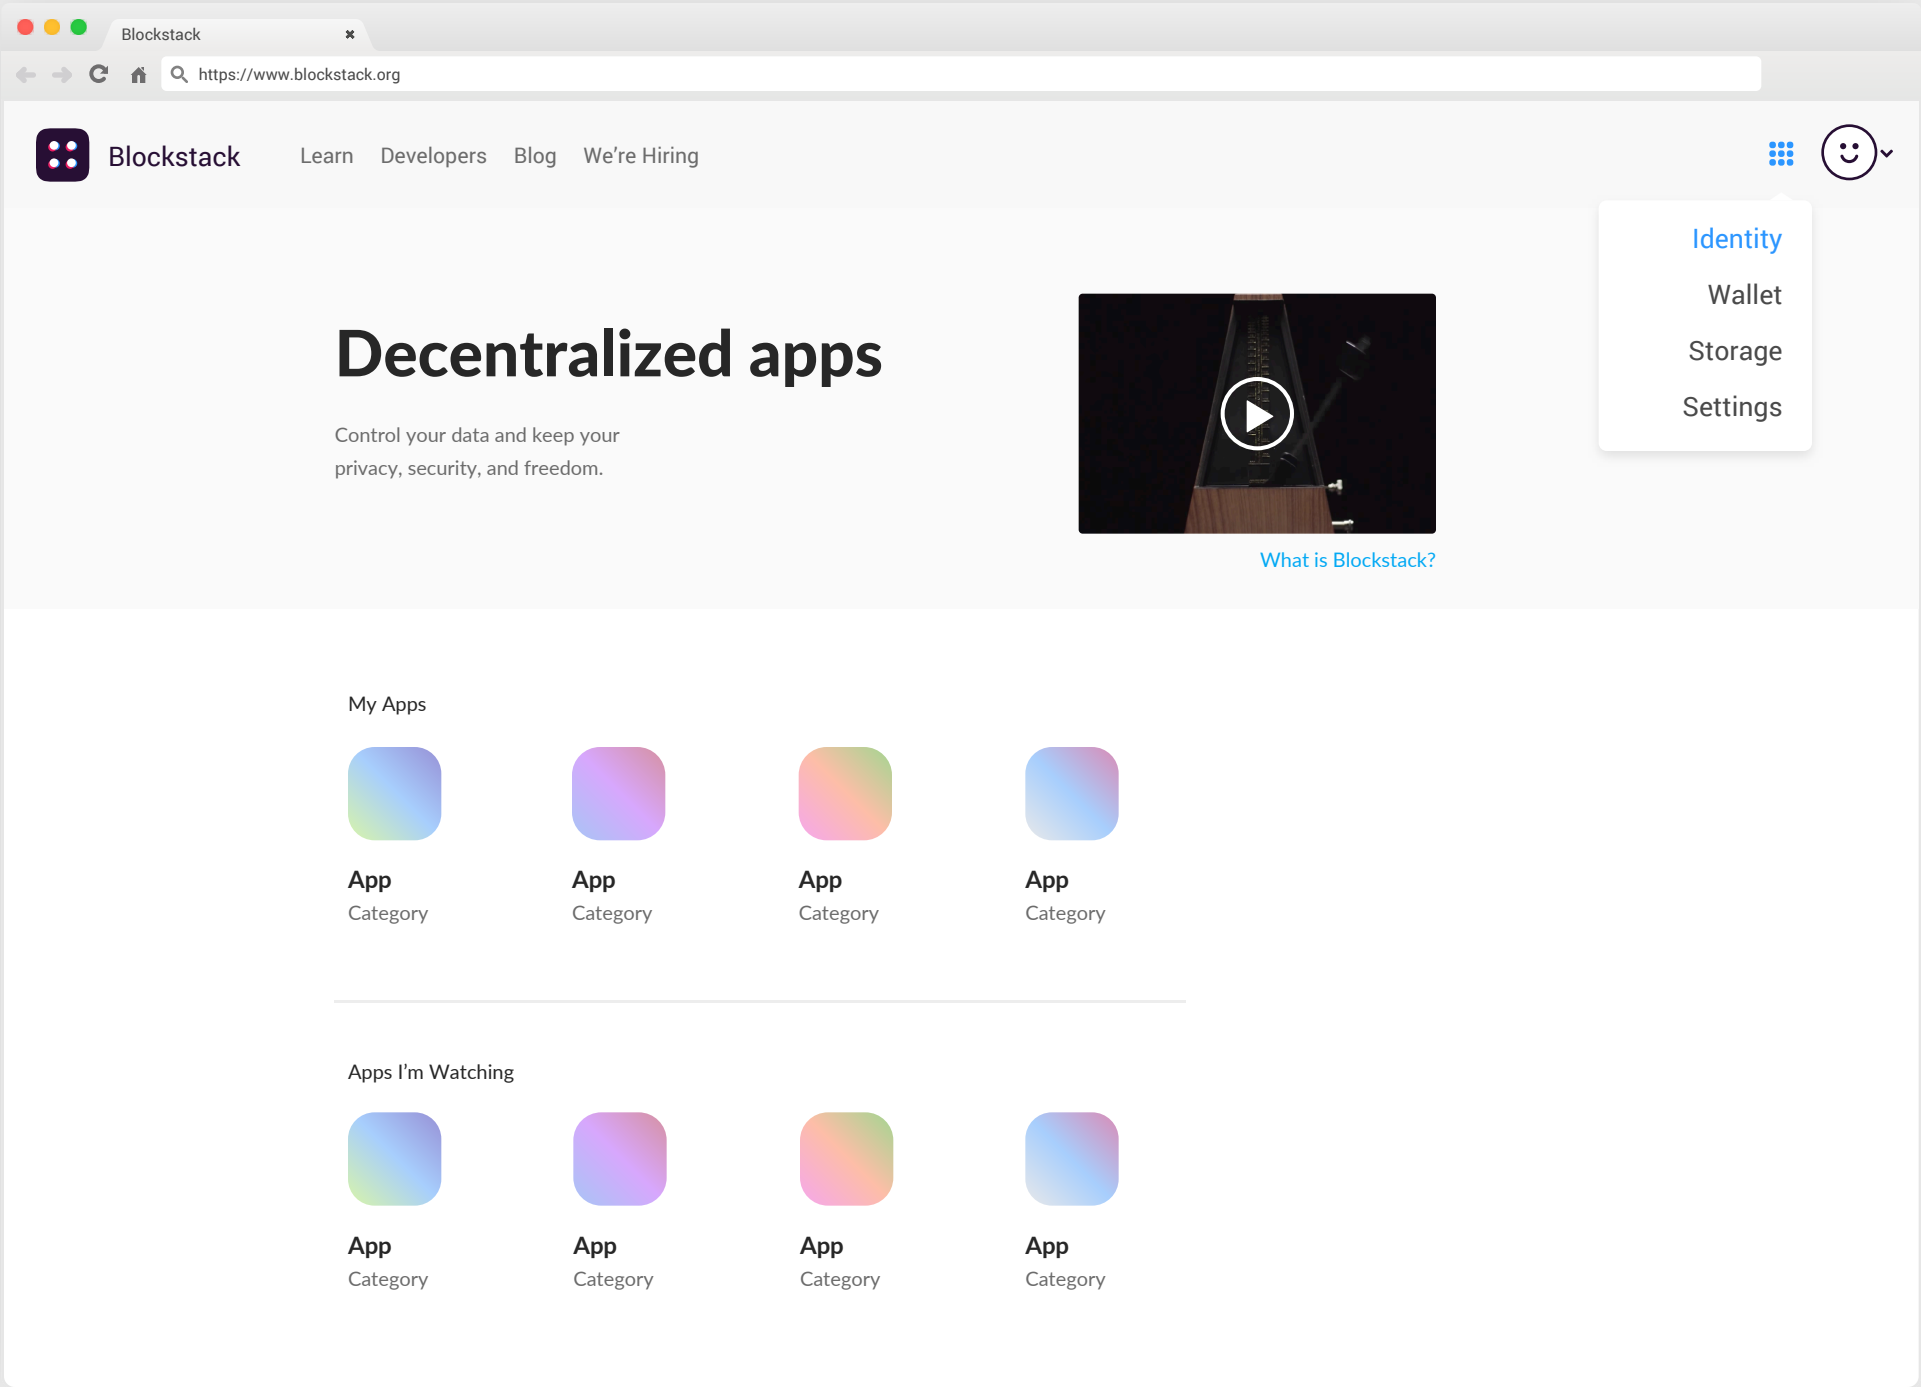 Blockstack
https://www.blockstack.org
Blockstack
Learn
Developers
Blog
We’re Hiring
Identity
Wallet
Storage
Settings
Decentralized apps
Control your data and keep your
privacy, security, and freedom.
What is Blockstack?
My Apps
App
Category
App
Category
App
Category
App
Category
Apps I’m Watching
App
Category
App
Category
App
Category
App
Category